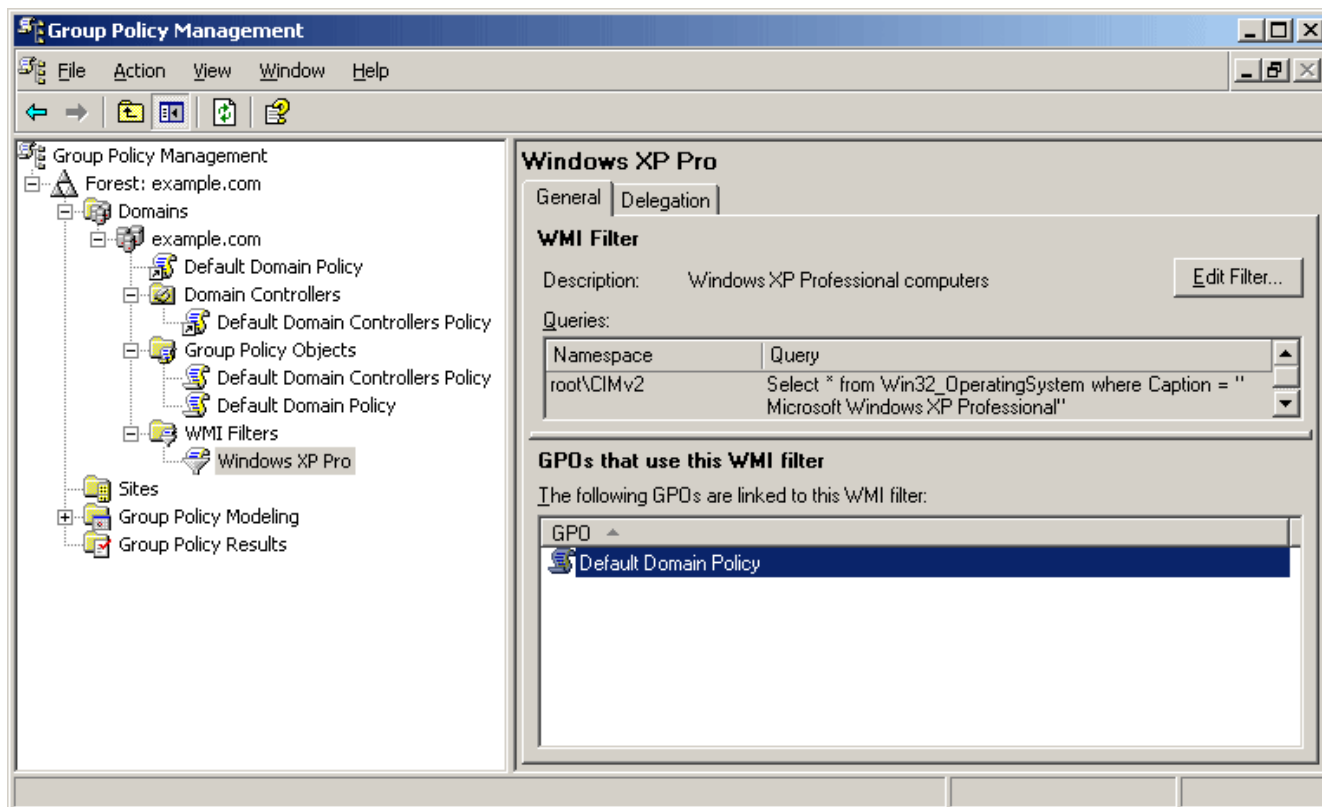 Group Policy Management
File Action View Window Help
Group Policy Management
Forest: example.com
Domains
example.com
Default Domain Policy
Domain Controllers
Default Domain Controllers Policy
Group Policy Objects
Default Domain Controllers Policy
Default Domain Policy
WMI Filters
Windows XP Pro
Sites
Group Policy Modeling
Group Policy Results
Windows XP Pro
General Delegation
WMI Filter
Description: Windows XP Professional computers Edit Filter...
Queries:
Namespace Query
root\CIMv2 Select * from Win32_OperatingSystem where Caption = "
Microsoft Windows XP Professional"
GPOs that use this WMI filter
The following GPOs are linked to this WMI filter:
GPO
Default Domain Policy